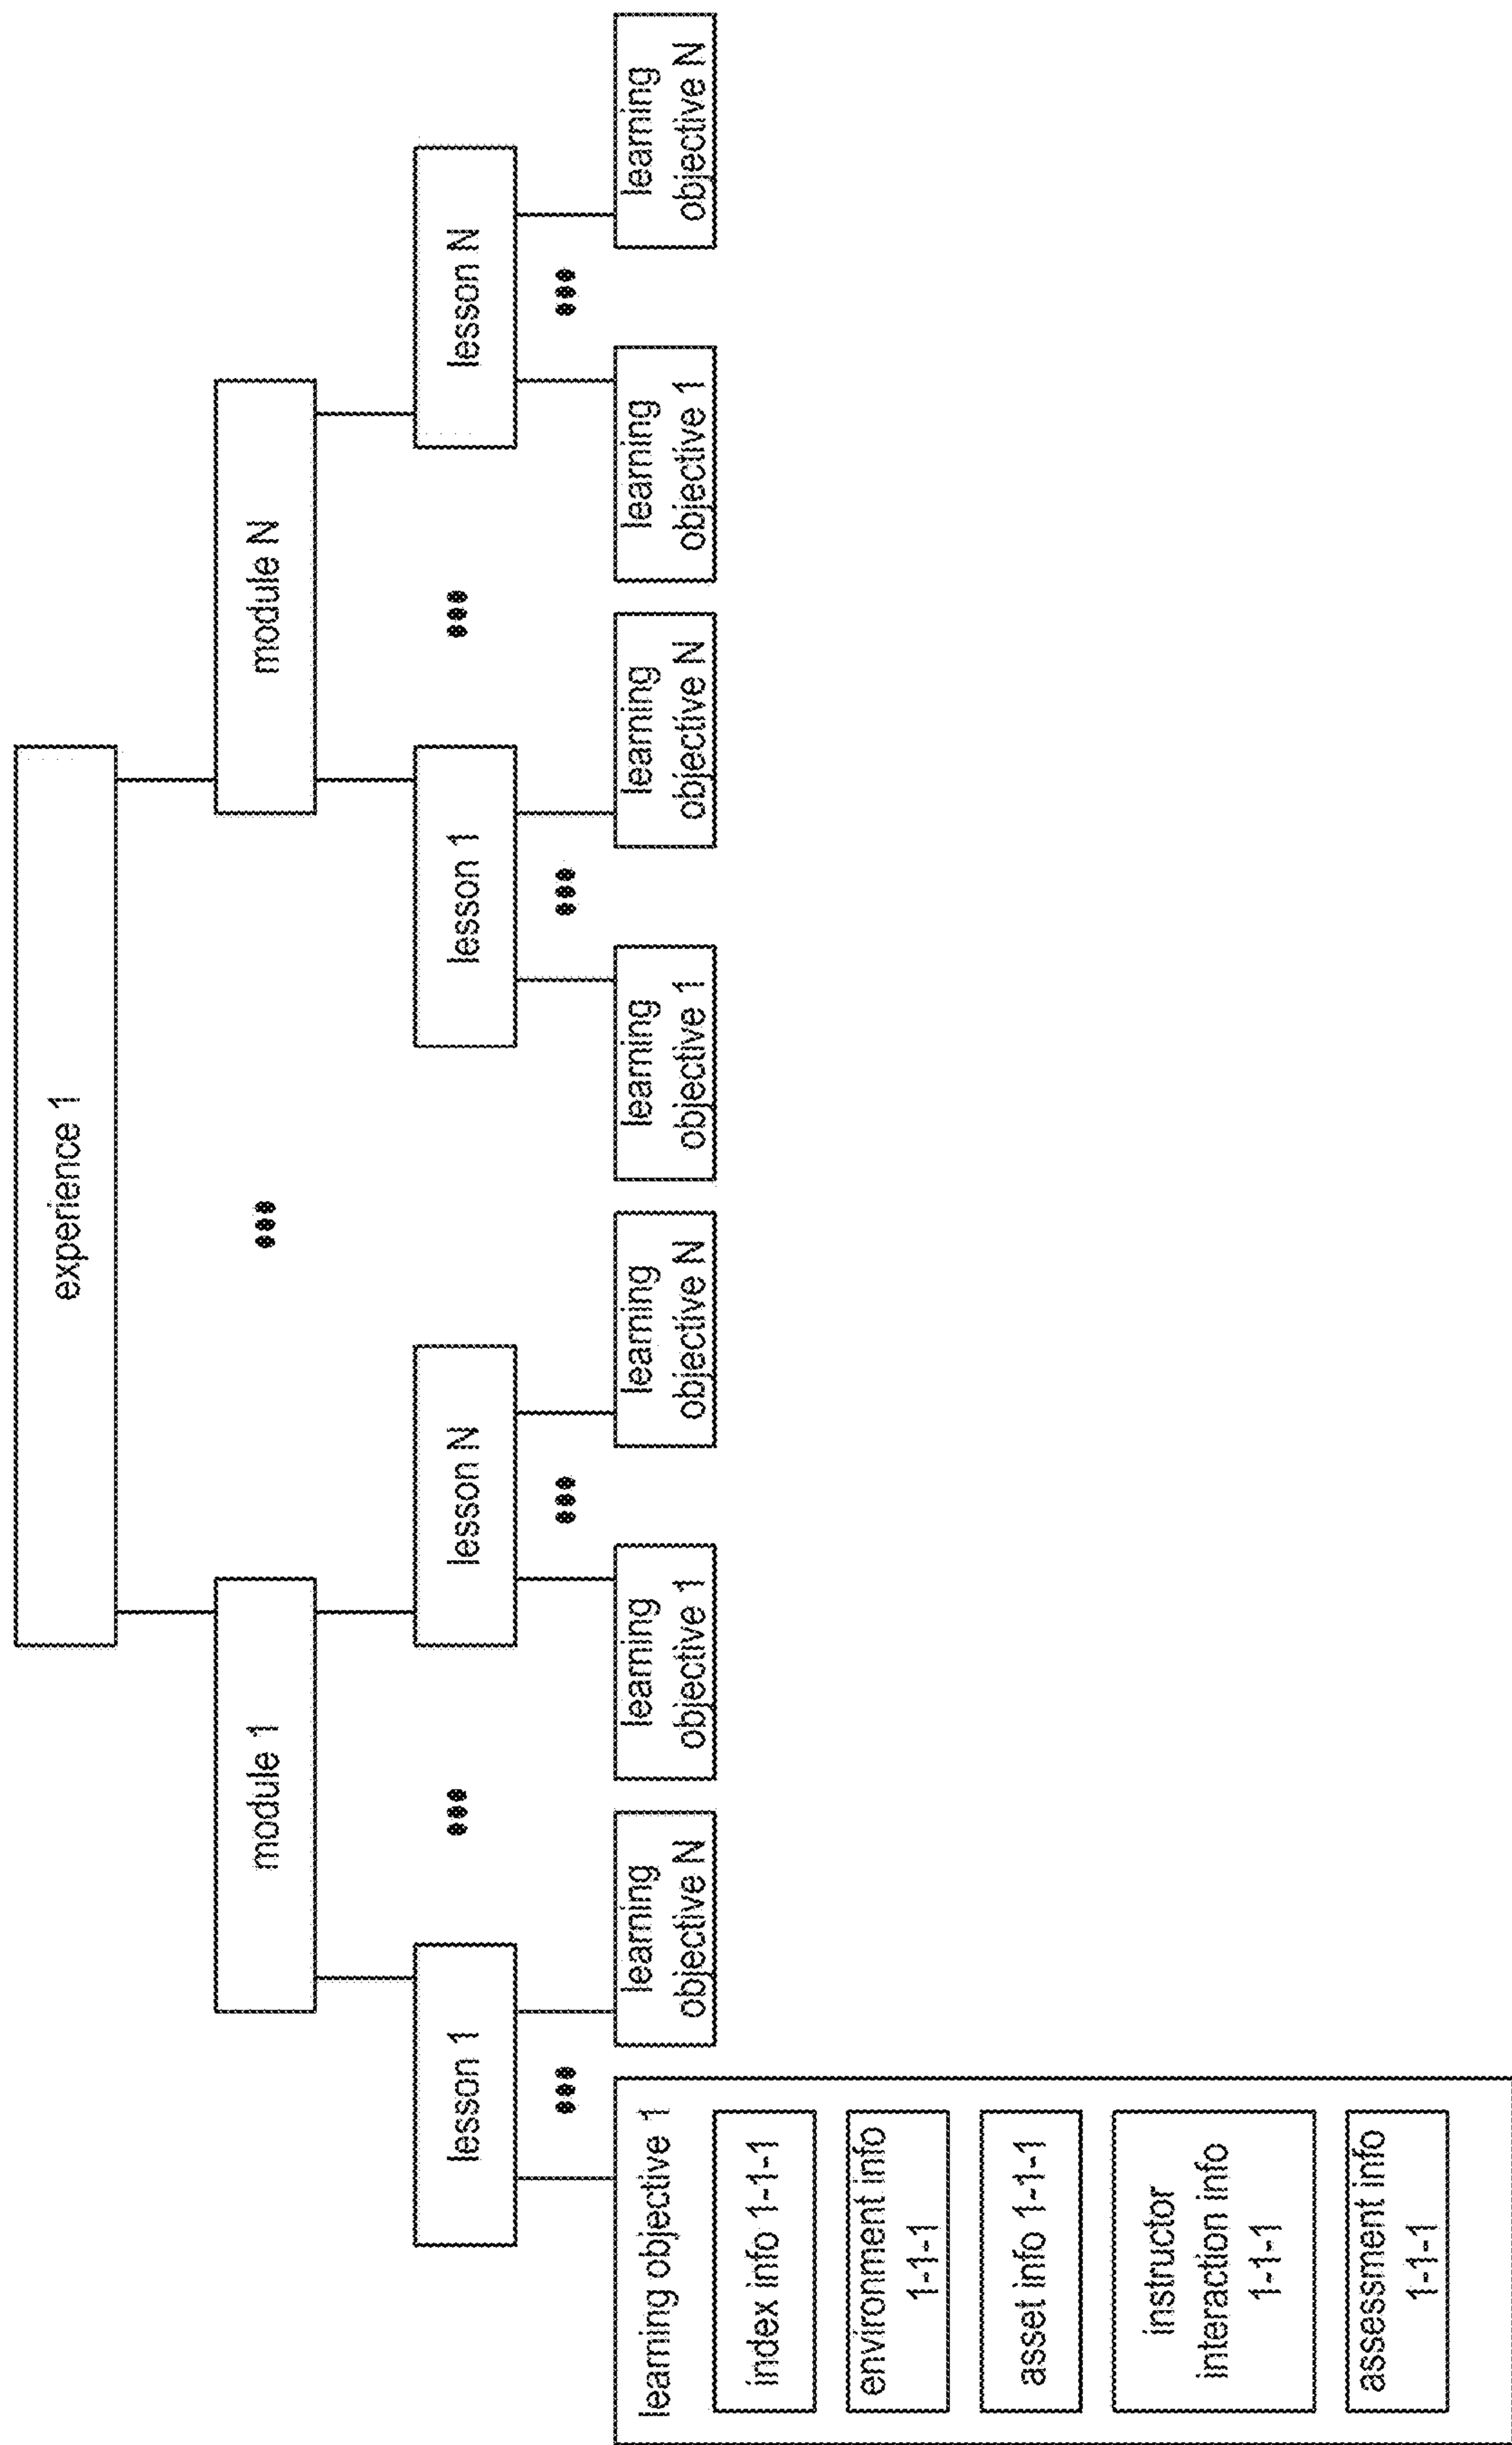 experience 1
module 1
module N
lesson 1
lesson N
lesson 1
lesson N
learning objective 1
index info 1-1-1
environment info
1-1-1
asset info 1-1-1
instructor
interaction info
1-1-1
assessment info
1-1-1
learning
objective N
learning
objective 1
learning
objective N
learning
objective 1
learning
objective N
learning
objective 1
learning
objective N